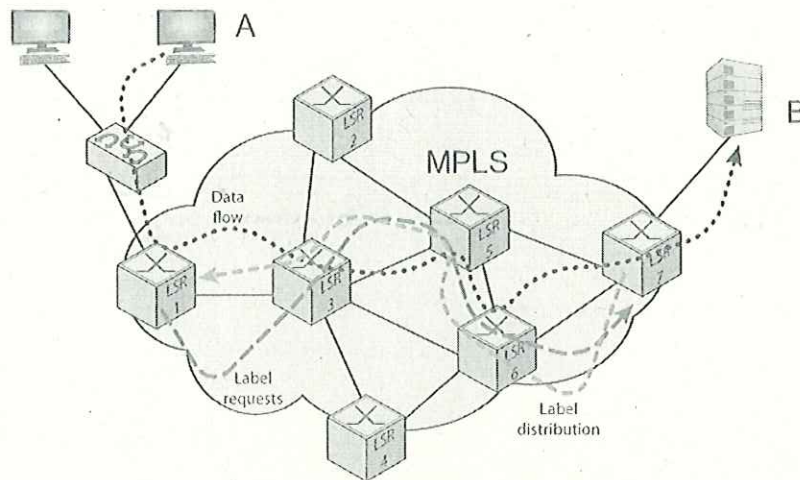 A
B
LSR
2
MPLS
Data
flow
LSR
5
LSR
1
LSR
3
LSR
7
Label
requests
LSR
6
Label
distribution
LSR
4